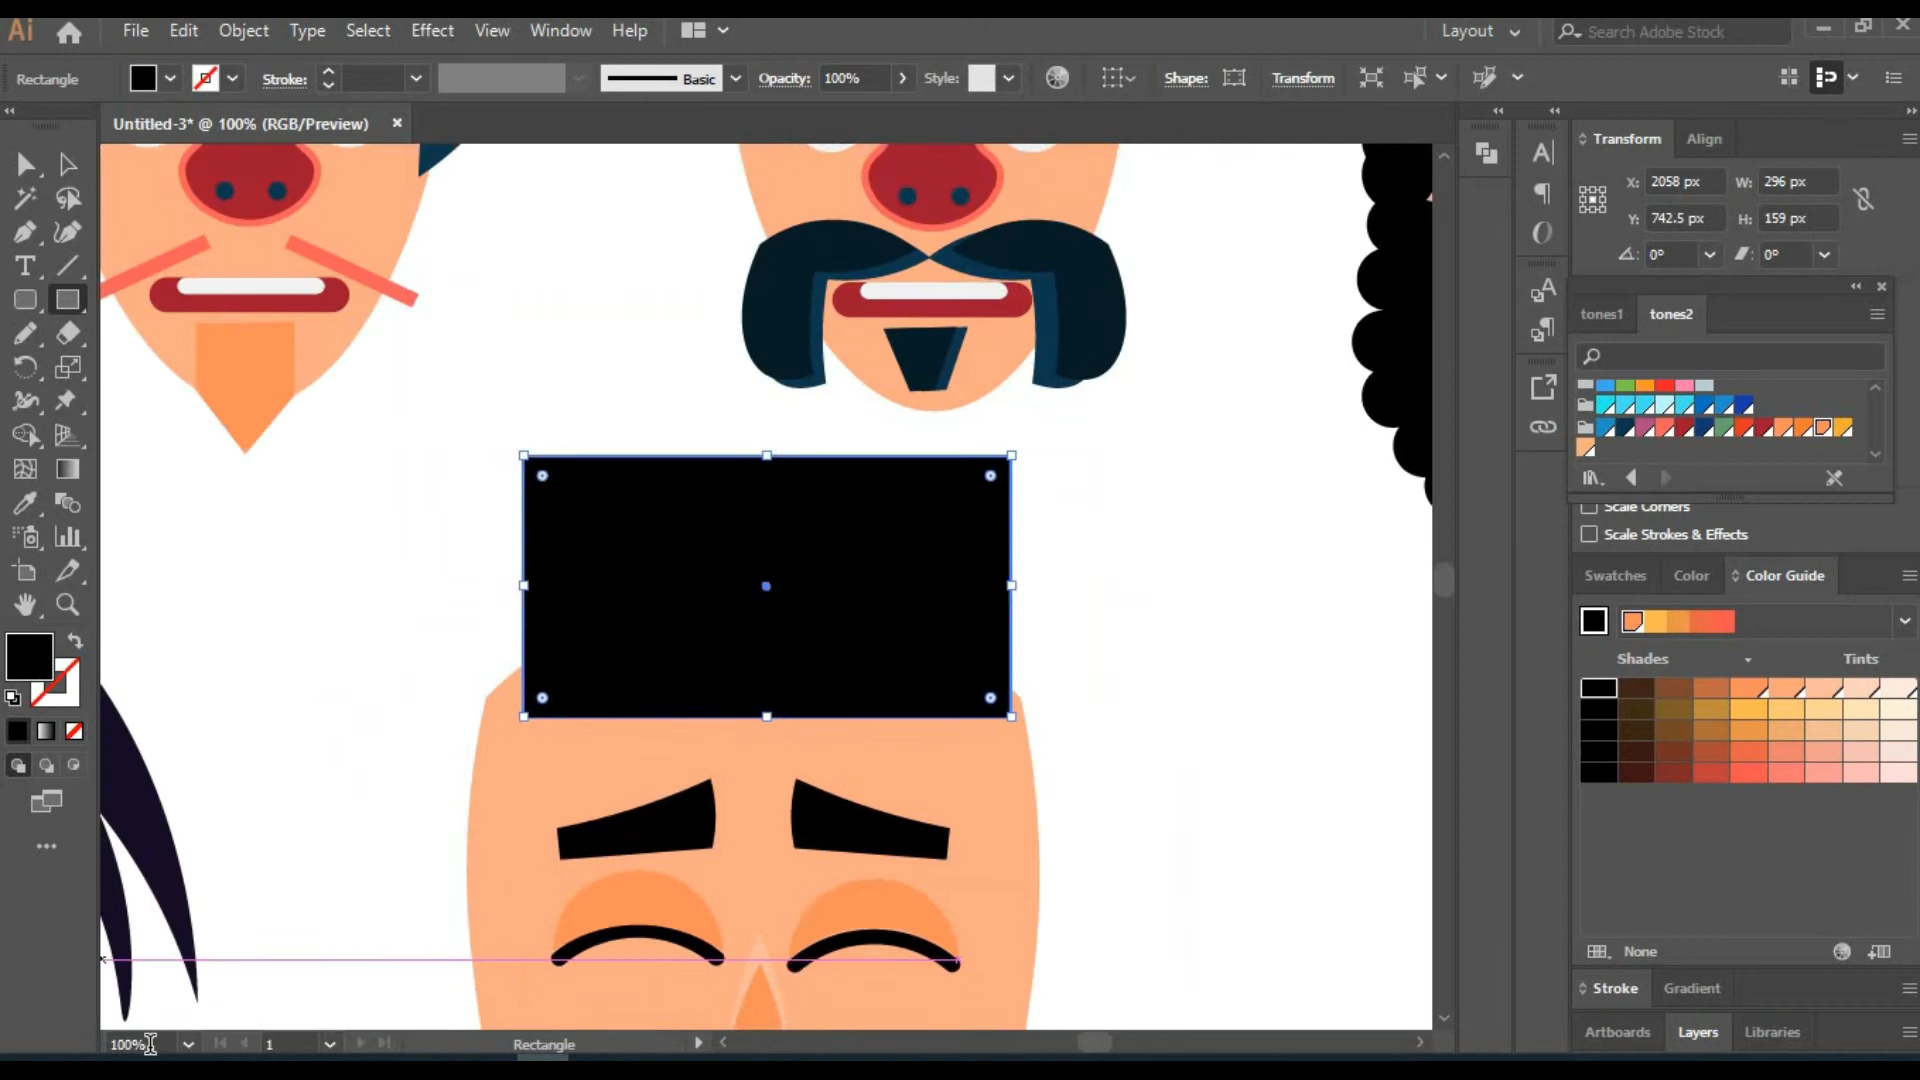 Ai File Edit Object Type Select Effect View Window Help Layout Search Adobe Stock
Rectangle Stroke: Basic Opacity: 100% Style: Shape: Transform
Untitled-3* @ 100% (RGB/Preview)
Transform Align
X: 2058 px W: 296 px
Y: 742.5 px H: 159 px
0° 0°
tones1 tones2
Scale Corners
Scale Strokes & Effects
Swatches Color Color Guide
Shades Tints
None
Stroke Gradient
Artboards Layers Libraries
100% 1 Rectangle